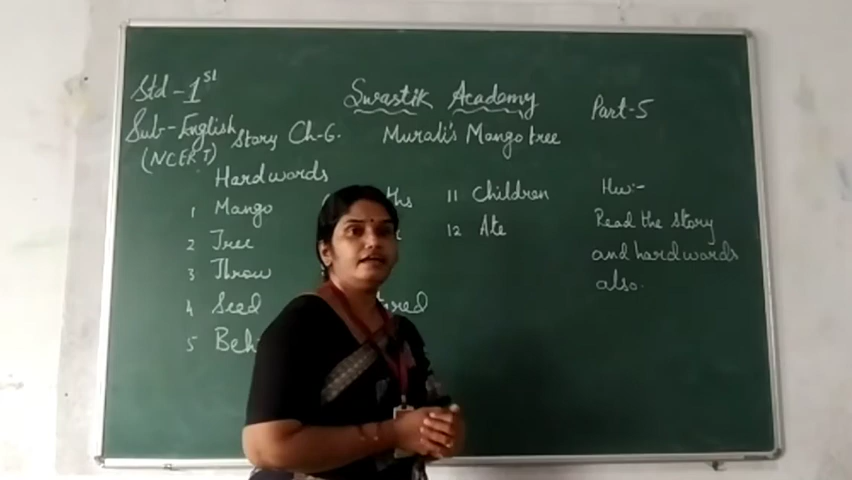 Std-1st
Swastik Academy
Part-5
Sub-English
(NCERT)
Story Ch-6.
Murali's Mango tree
Hardwords
1 Mango
2 Tree
3 Throw
4 Seed
5
11 Children
12 Ate
Hw:-
Read the story
and hardwords
also.